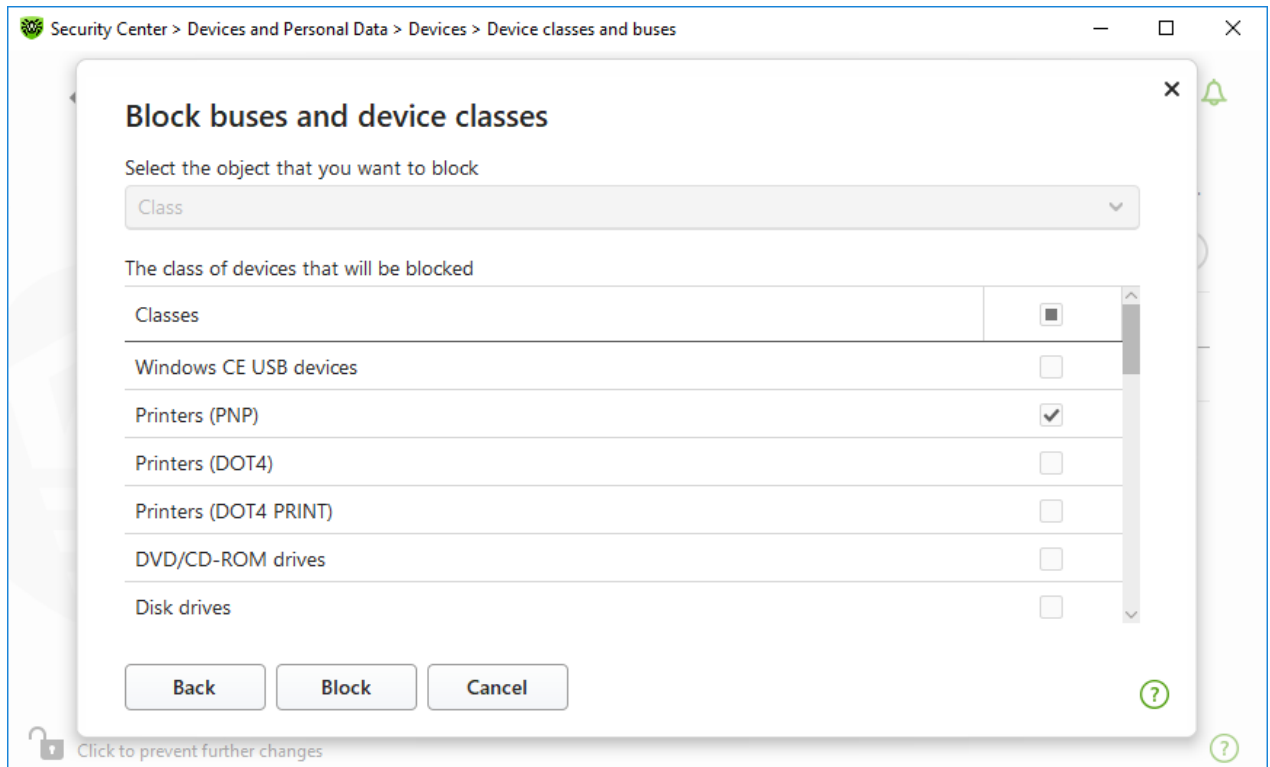 Security Center > Devices and Personal Data > Devices > Device classes and buses
Block buses and device classes
Select the object that you want to block
Class
The class of devices that will be blocked
Classes
Windows CE USB devices
Printers (PNP)
Printers (DOT4)
Printers (DOT4 PRINT)
DVD/CD-ROM drives
Disk drives
Back Block Cancel
?
Click to prevent further changes
?